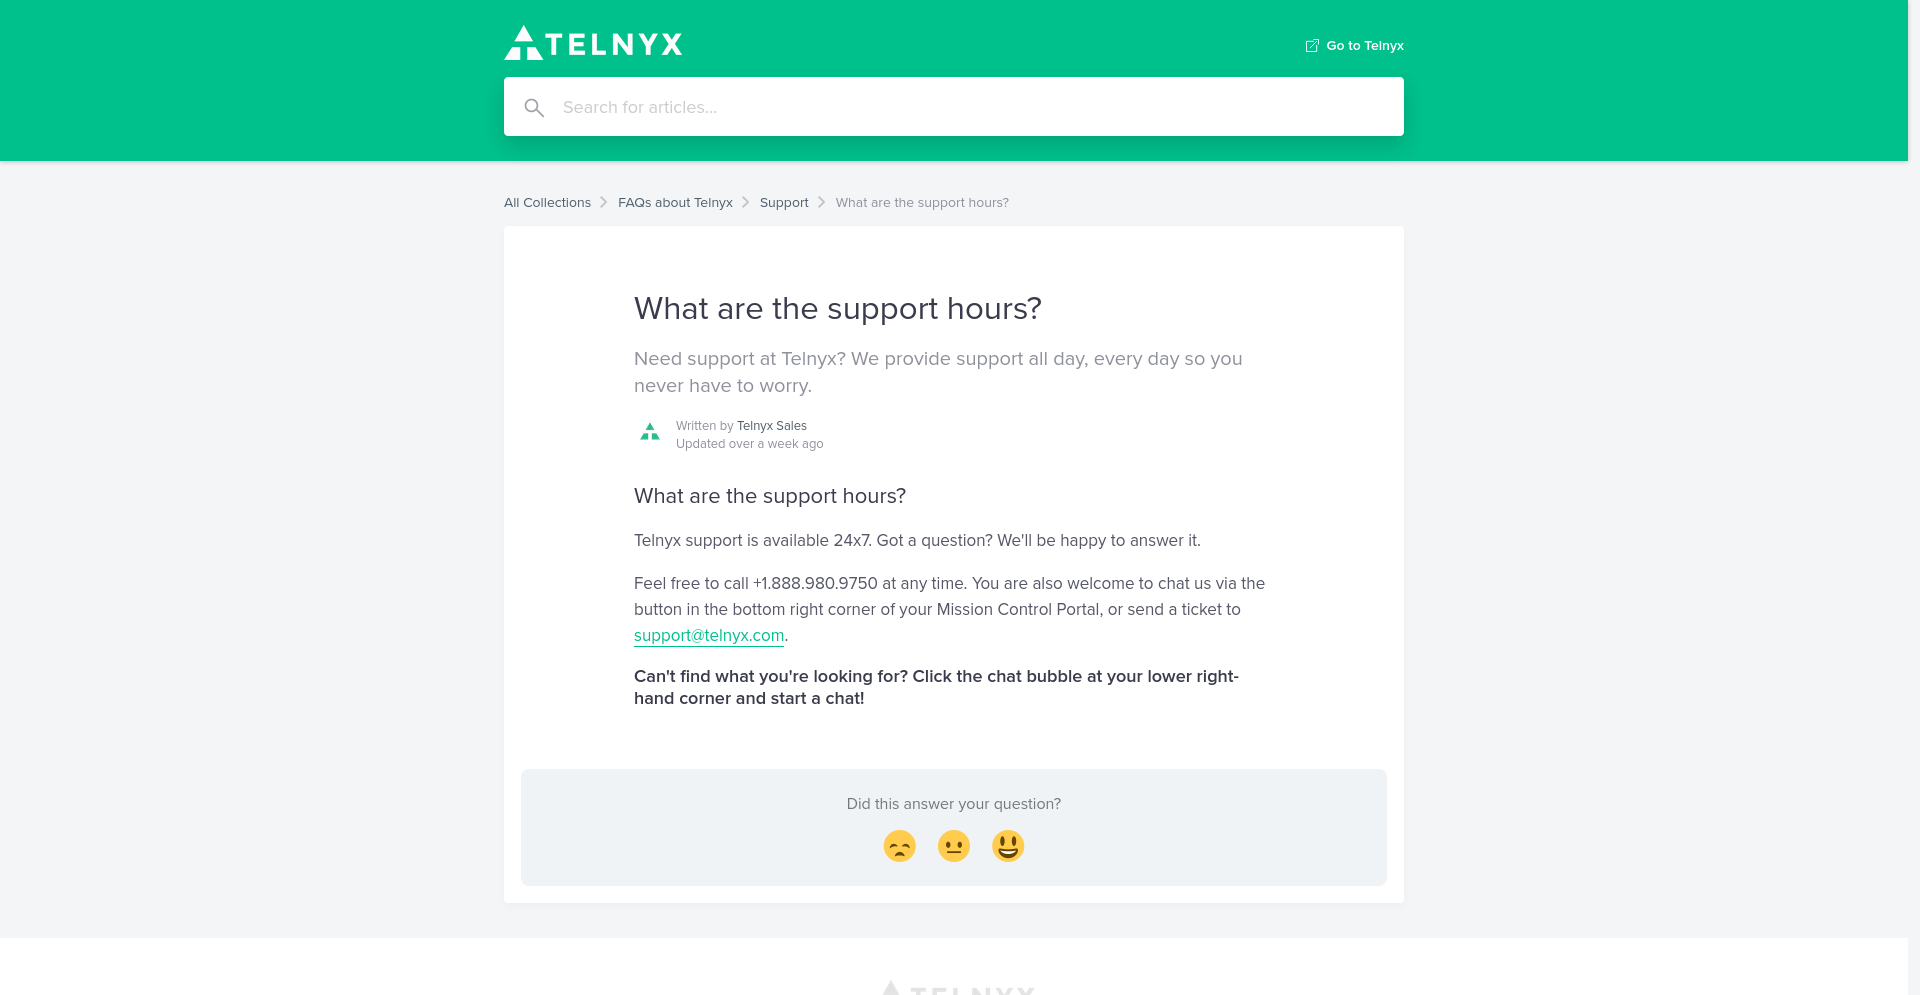 TELNYX
Go to Telnyx
Search for articles...
All Collections
FAQs about Telnyx
Support
What are the support hours?
What are the support hours?
Need support at Telnyx? We provide support all day, every day so you
never have to worry.
Written by Telnyx Sales
Updated over a week ago
What are the support hours?
Telnyx support is available 24x7. Got a question? We'll be happy to answer it.
Feel free to call +1.888.980.9750 at any time. You are also welcome to chat us via the
button in the bottom right corner of your Mission Control Portal, or send a ticket to
support@telnyx.com.
Can't find what you're looking for? Click the chat bubble at your lower right-
hand corner and start a chat!
Did this answer your question?
TELNYX